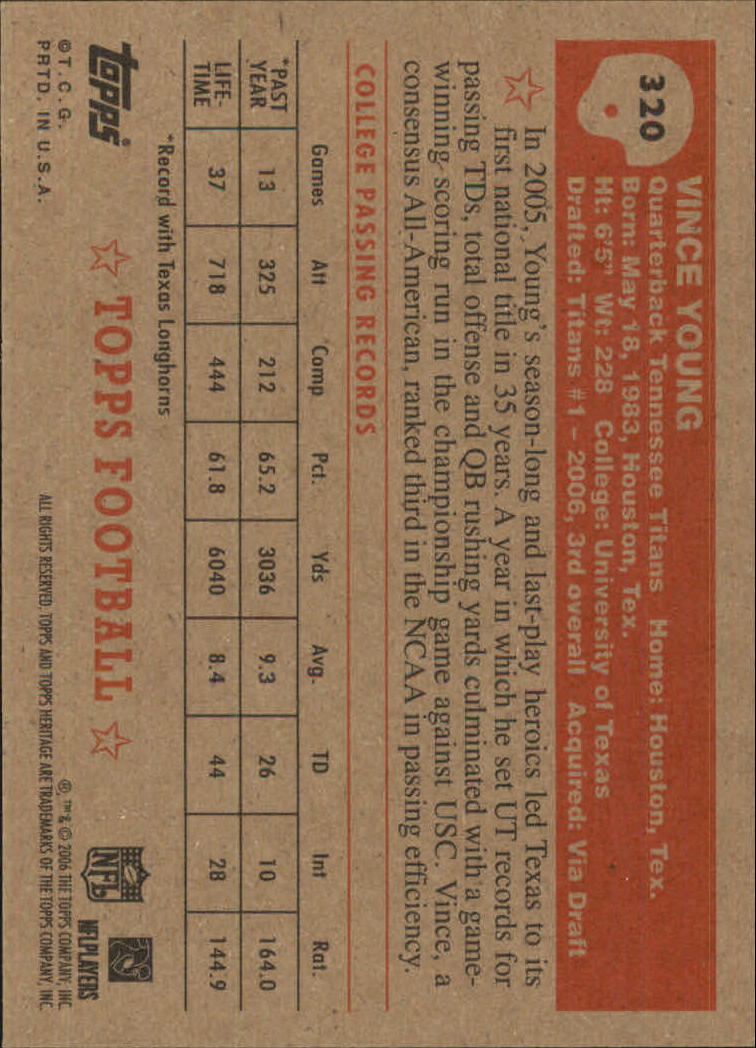 320
VINCE YOUNG
Quarterback Tennessee Titans Home: Houston, Tex.
Born: May 18, 1983, Houston, Tex.
Ht: 6'5" Wt: 228 College: University of Texas
Drafted: Titans #1 – 2006, 3rd overall Acquired: Via Draft
In 2005, Young's season-long and last-play heroics led Texas to its
first national title in 35 years. A year in which he set UT records for
passing TDs, total offense and QB rushing yards culminated with a game-
winning scoring run in the championship game against USC. Vince, a
consensus All-American, ranked third in the NCAA in passing efficiency.
COLLEGE PASSING RECORDS
Games Att Comp Pct. Yds Avg. TD Int Rat.
*PAST YEAR 13 325 212 65.2 3036 9.3 26 10 164.0
LIFE-TIME 37 718 444 61.8 6040 8.4 44 28 144.9
*Record with Texas Longhorns
topps®
TOPPS FOOTBALL
NFL
NFLPLAYERS
© T. C. G.
PRTD. IN U.S.A.
®, ™ & © 2006 THE TOPPS COMPANY, INC.
ALL RIGHTS RESERVED. TOPPS AND TOPPS HERITAGE ARE TRADEMARKS OF THE TOPPS COMPANY, INC.